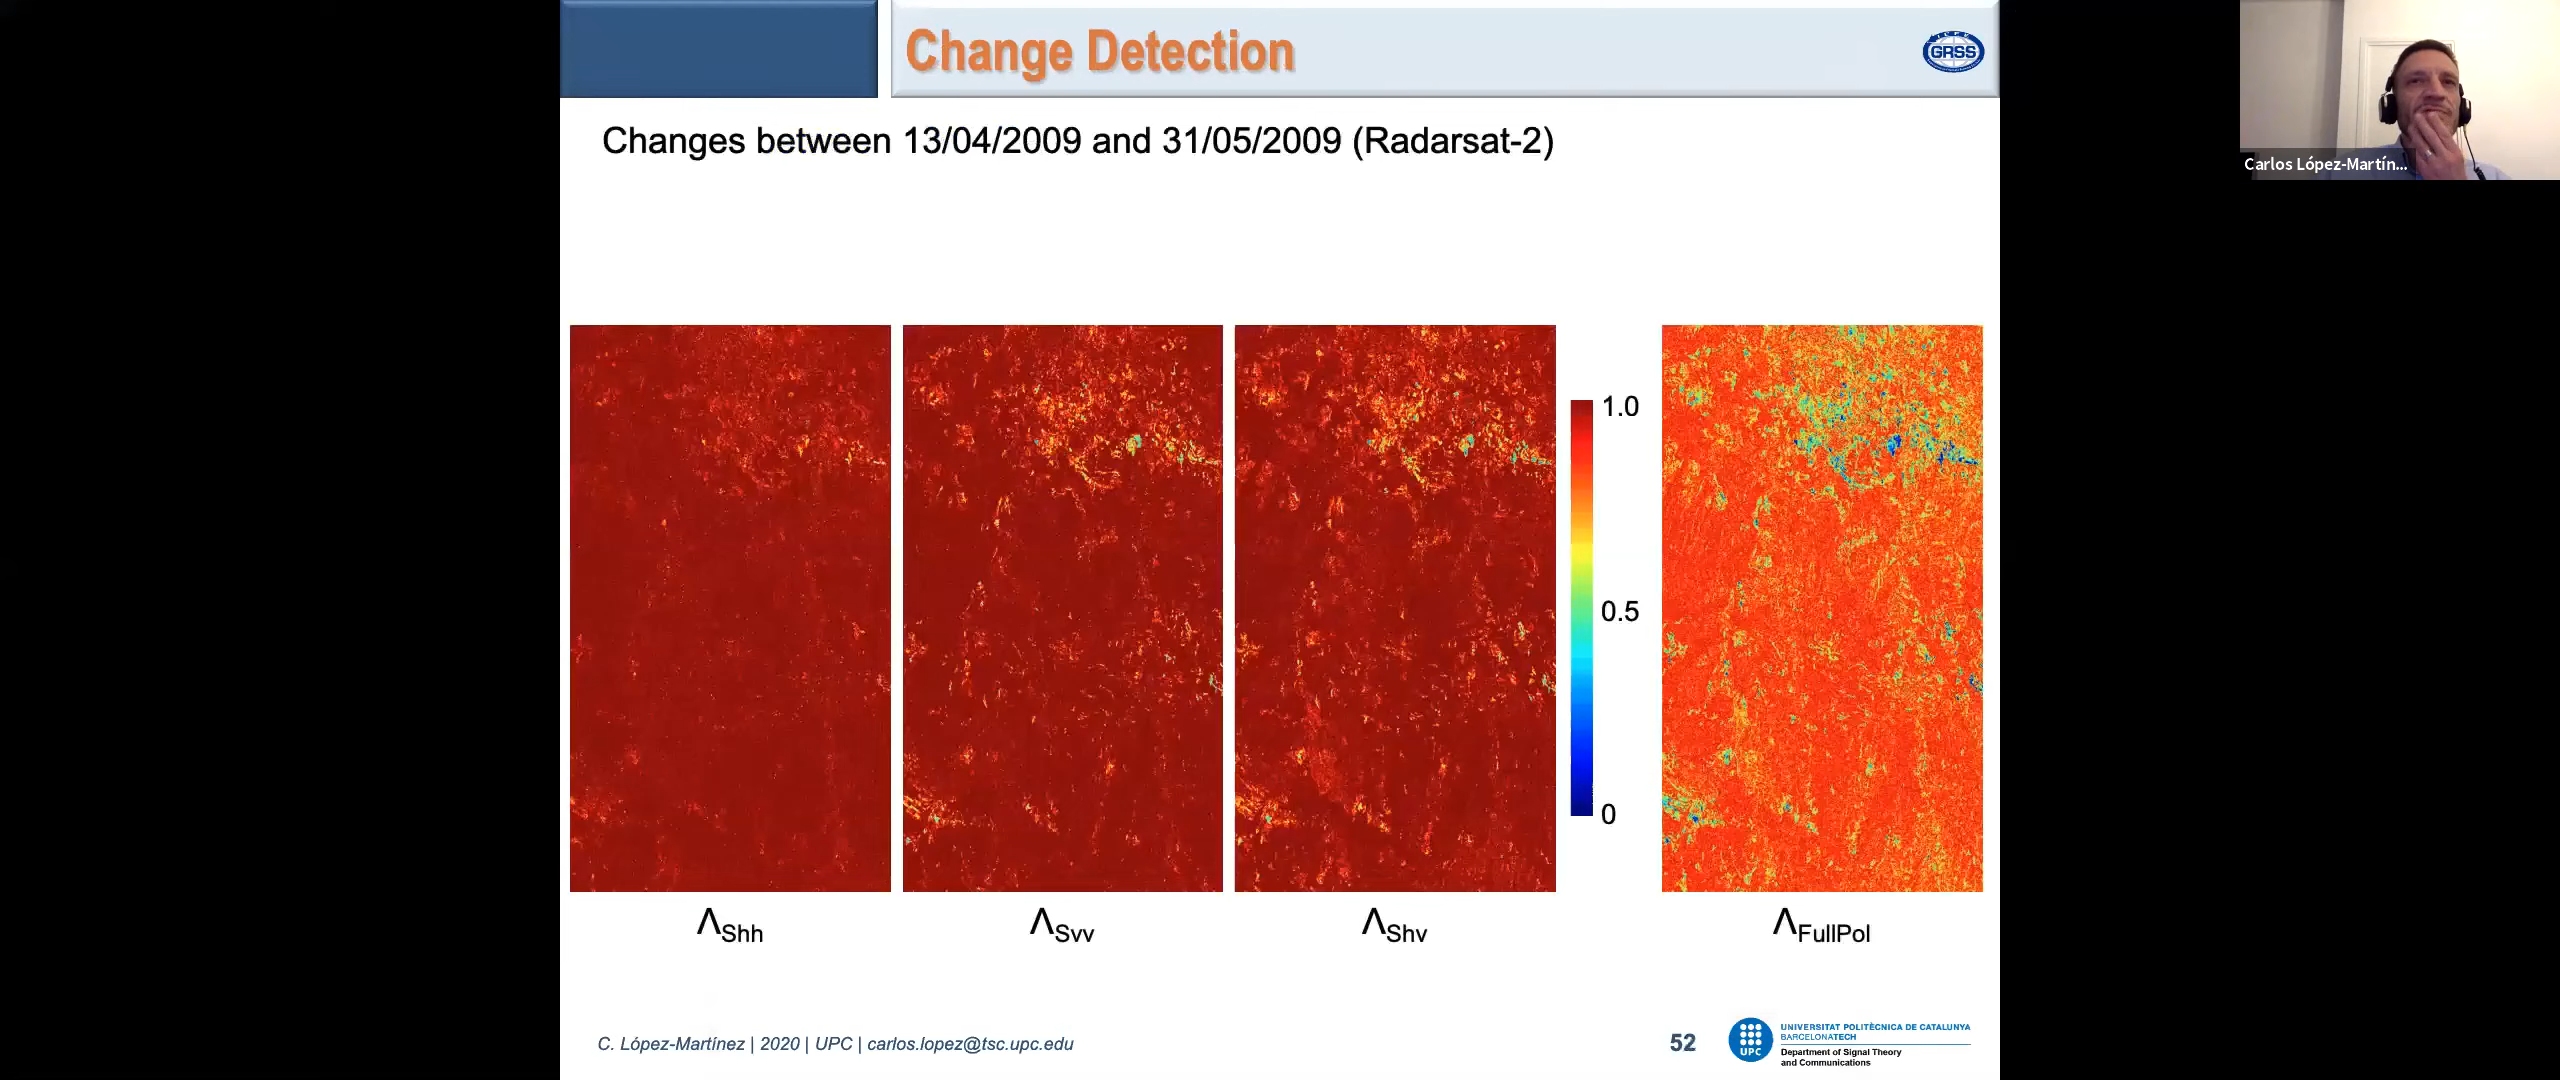 Change Detection
GRSS
Carlos López-Martín...
Changes between 13/04/2009 and 31/05/2009 (Radarsat-2)
1.0
0.5
0
ΛShh
ΛSvv
ΛShv
ΛFullPol
C. López-Martínez | 2020 | UPC | carlos.lopez@tsc.upc.edu
52
UPC
UNIVERSITAT POLITÈCNICA DE CATALUNYA
BARCELONATECH
Department of Signal Theory
and Communications